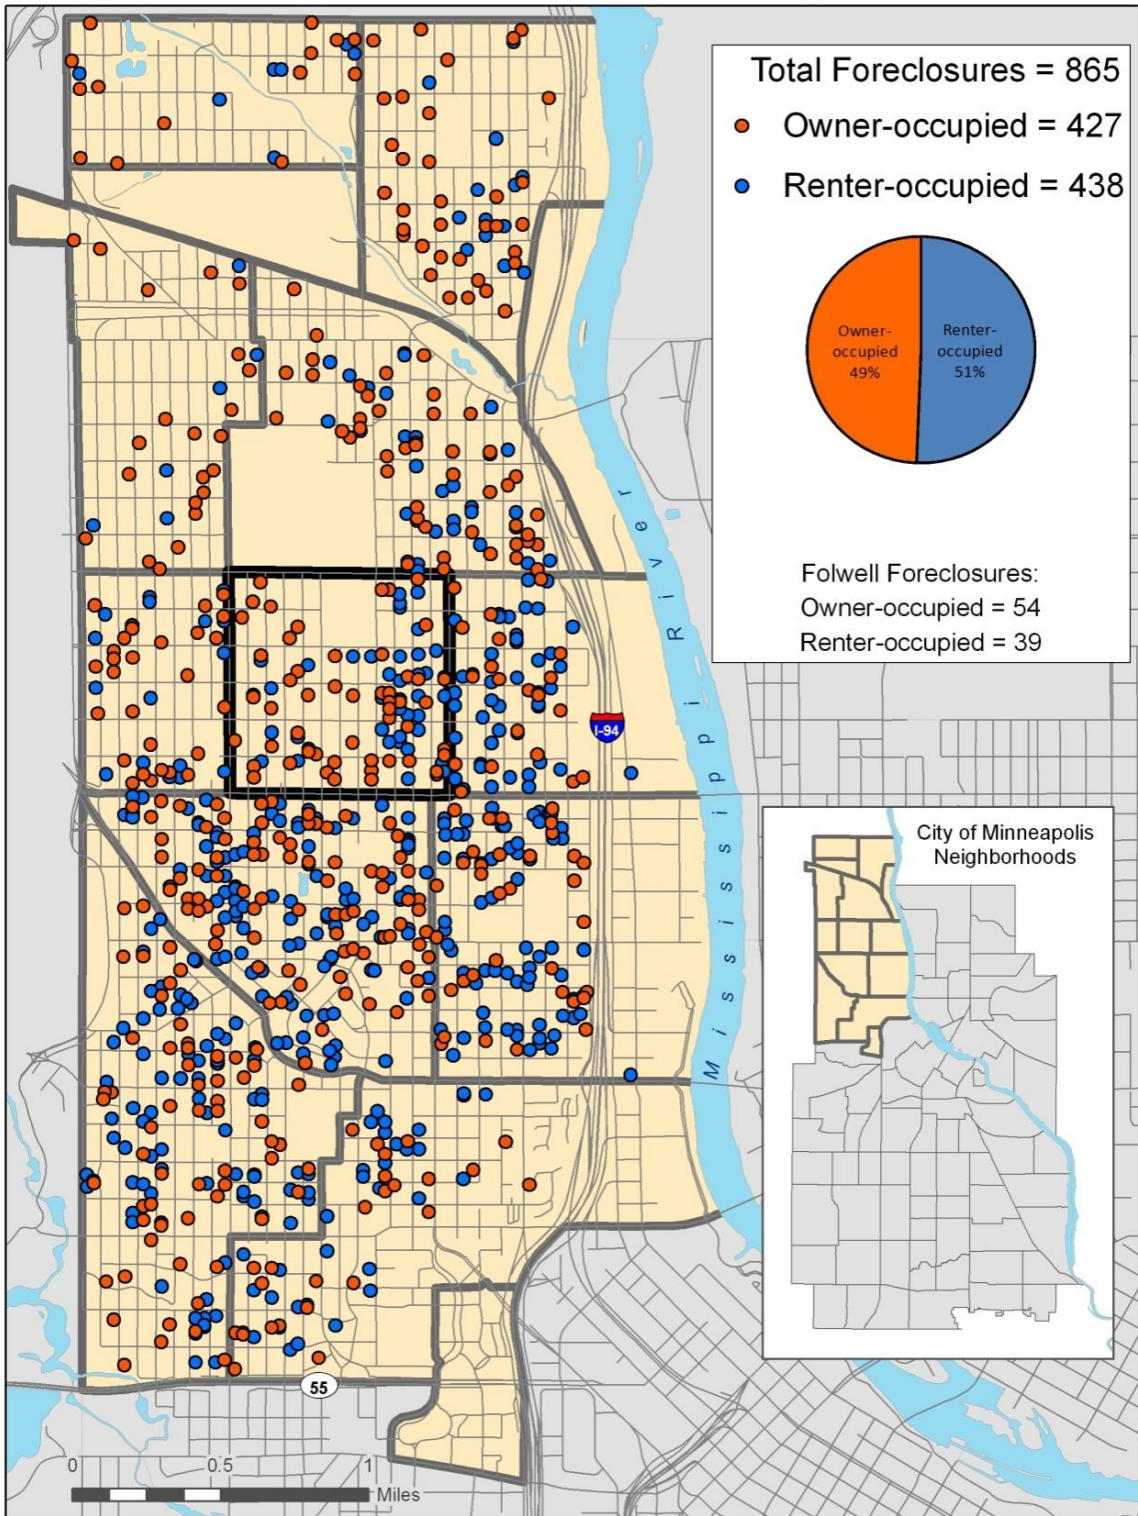 Total Foreclosures = 865
Owner-occupied = 427
Renter-occupied = 438
Owner-
occupied
49%
Renter-
occupied
51%
Folwell Foreclosures:
Owner-occupied = 54
Renter-occupied = 39
Mississippi River
I-94
City of Minneapolis
Neighborhoods
55
0 0.5 1
Miles